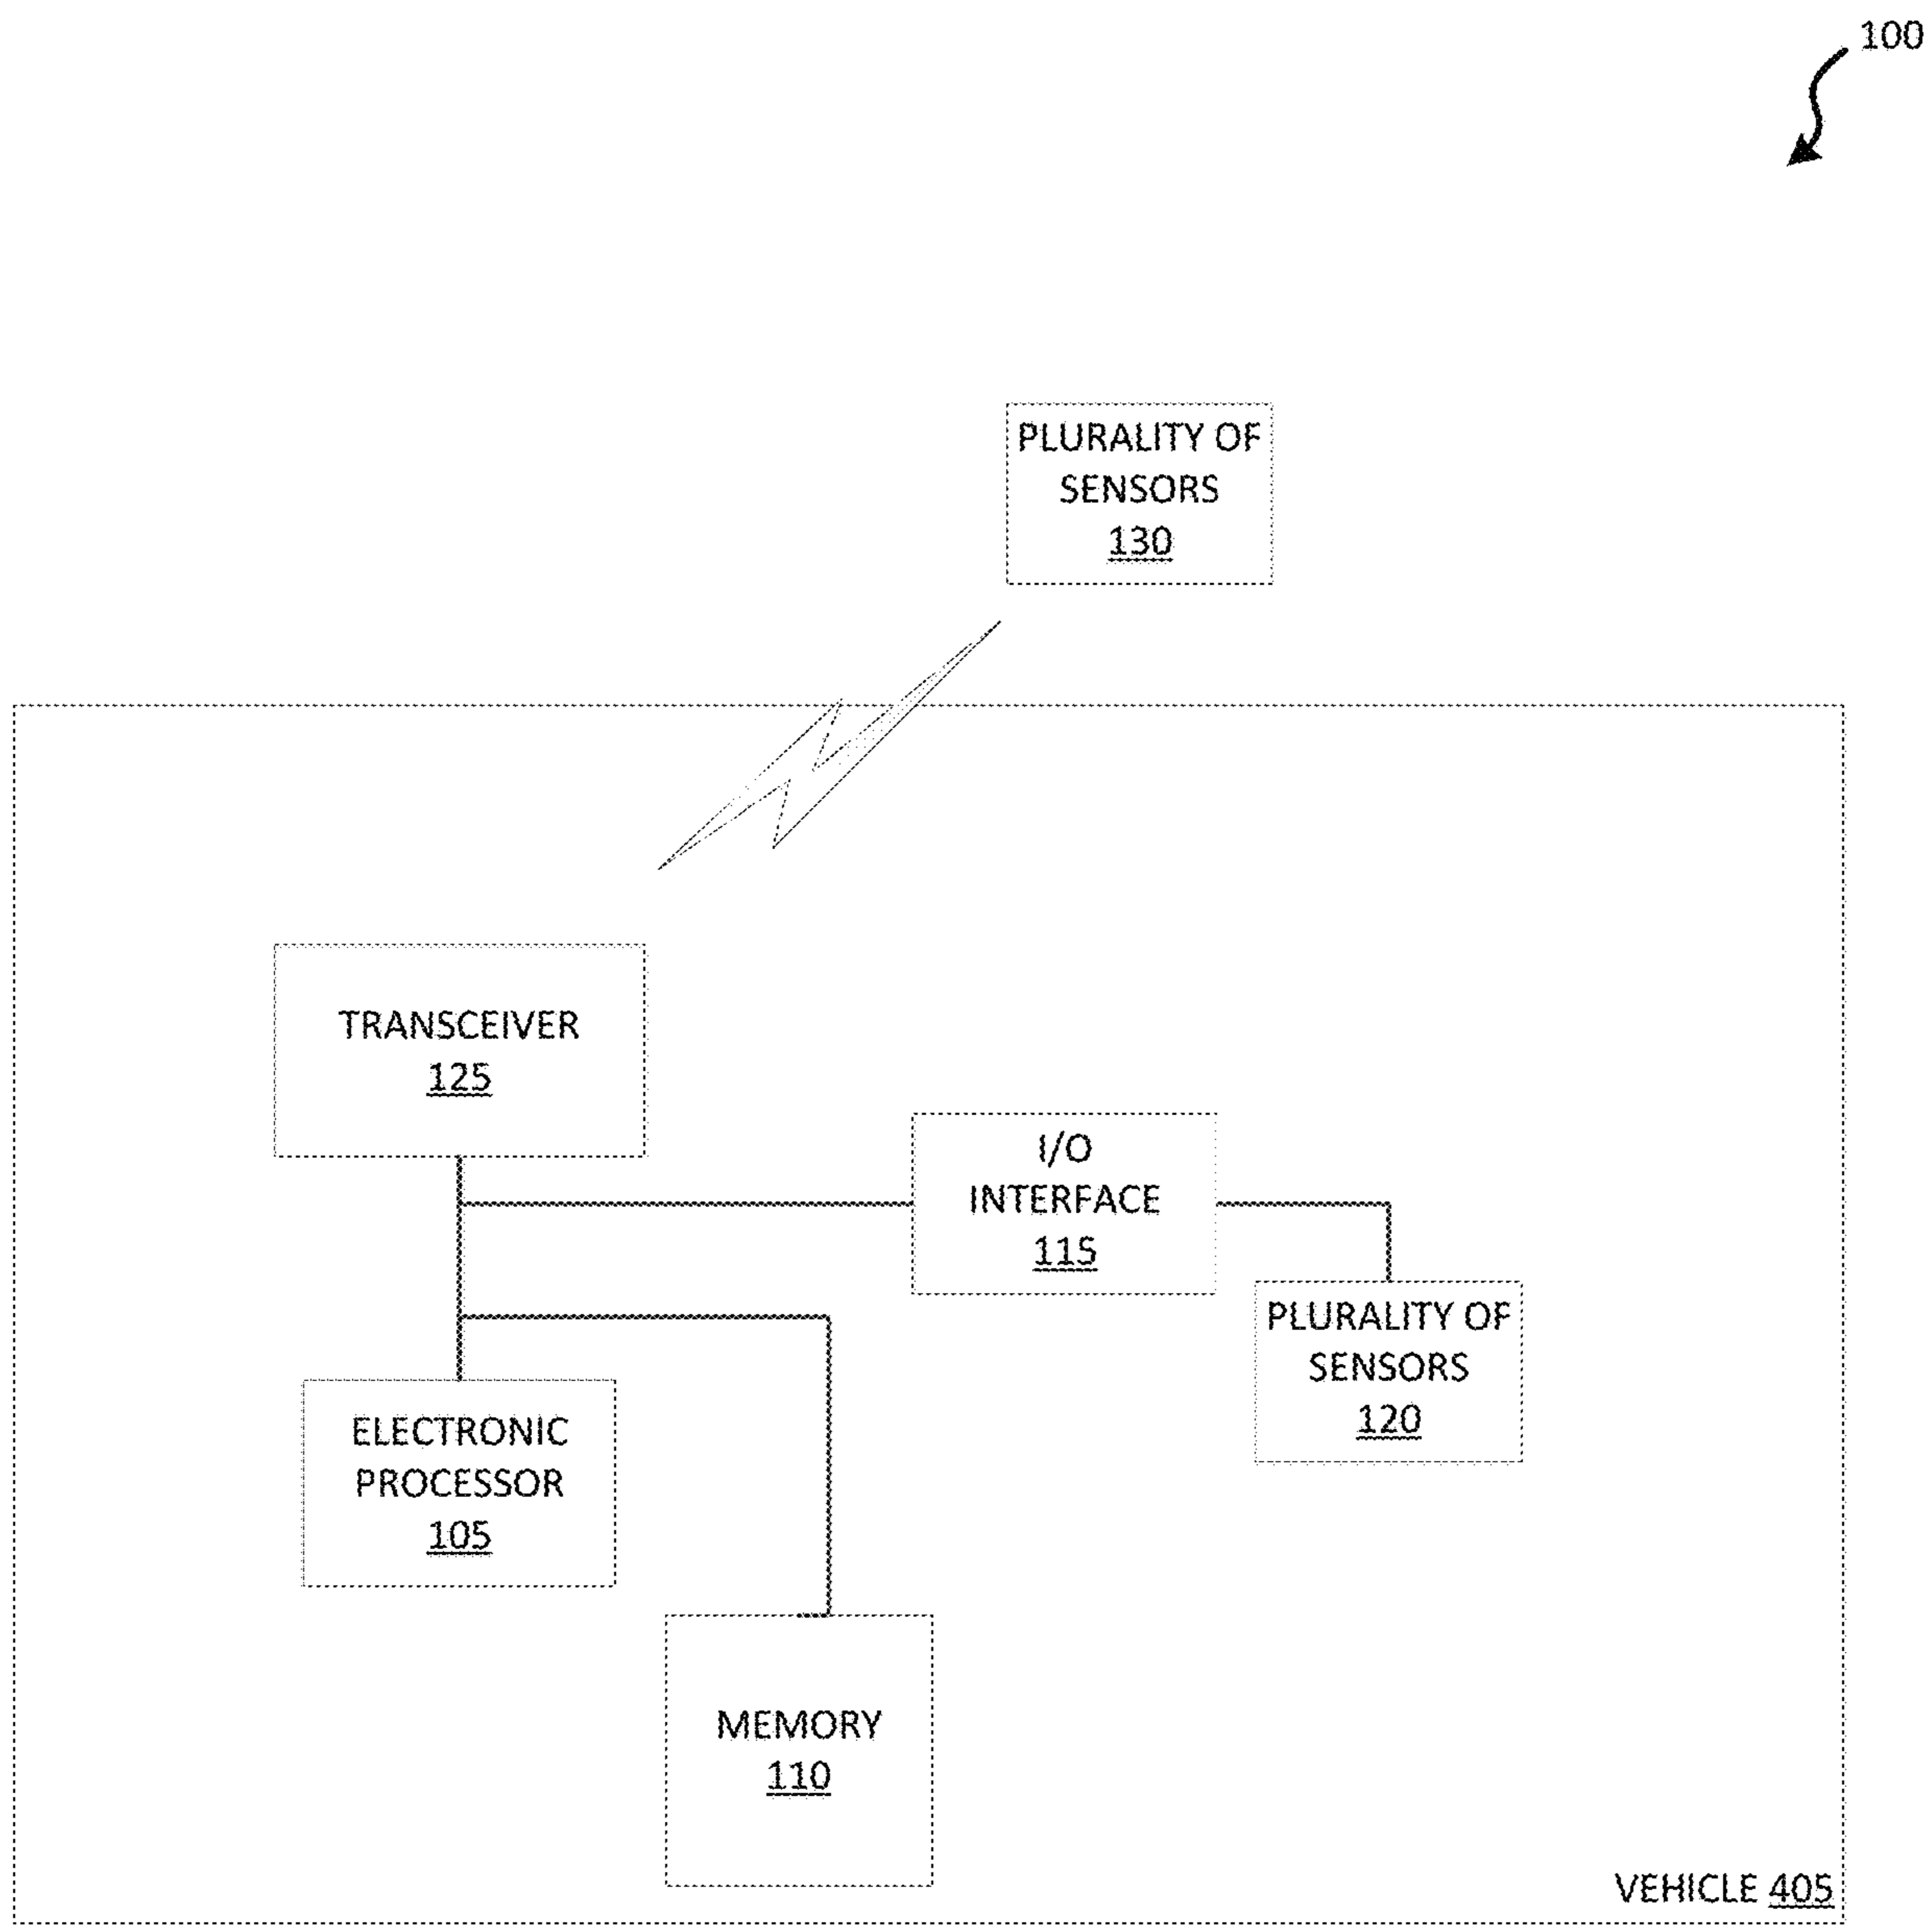 100
PLURALITY OF
SENSORS
130
TRANSCEIVER
125
I/O
INTERFACE
115
PLURALITY OF
SENSORS
120
ELECTRONIC
PROCESSOR
105
MEMORY
110
VEHICLE 405